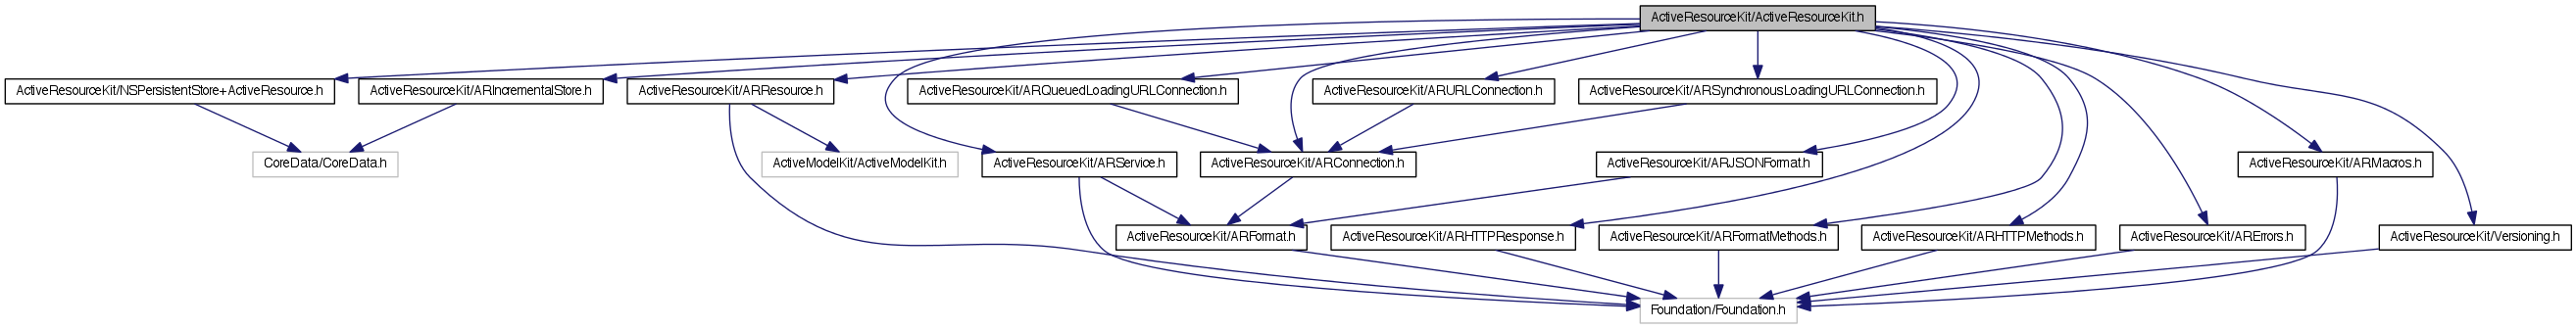 ActiveResourceKit/ActiveResourceKit.h
ActiveResourceKit/NSPersistentStore+ActiveResource.h
ActiveResourceKit/ARIncrementalStore.h
ActiveResourceKit/ARResource.h
ActiveResourceKit/ARQueuedLoadingURLConnection.h
ActiveResourceKit/ARURLConnection.h
ActiveResourceKit/ARSynchronousLoadingURLConnection.h
CoreData/CoreData.h
ActiveModelKit/ActiveModelKit.h
ActiveResourceKit/ARService.h
ActiveResourceKit/ARConnection.h
ActiveResourceKit/ARJSONFormat.h
ActiveResourceKit/ARMacros.h
ActiveResourceKit/ARFormat.h
ActiveResourceKit/ARHTTPResponse.h
ActiveResourceKit/ARFormatMethods.h
ActiveResourceKit/ARHTTPMethods.h
ActiveResourceKit/ARErrors.h
ActiveResourceKit/Versioning.h
Foundation/Foundation.h